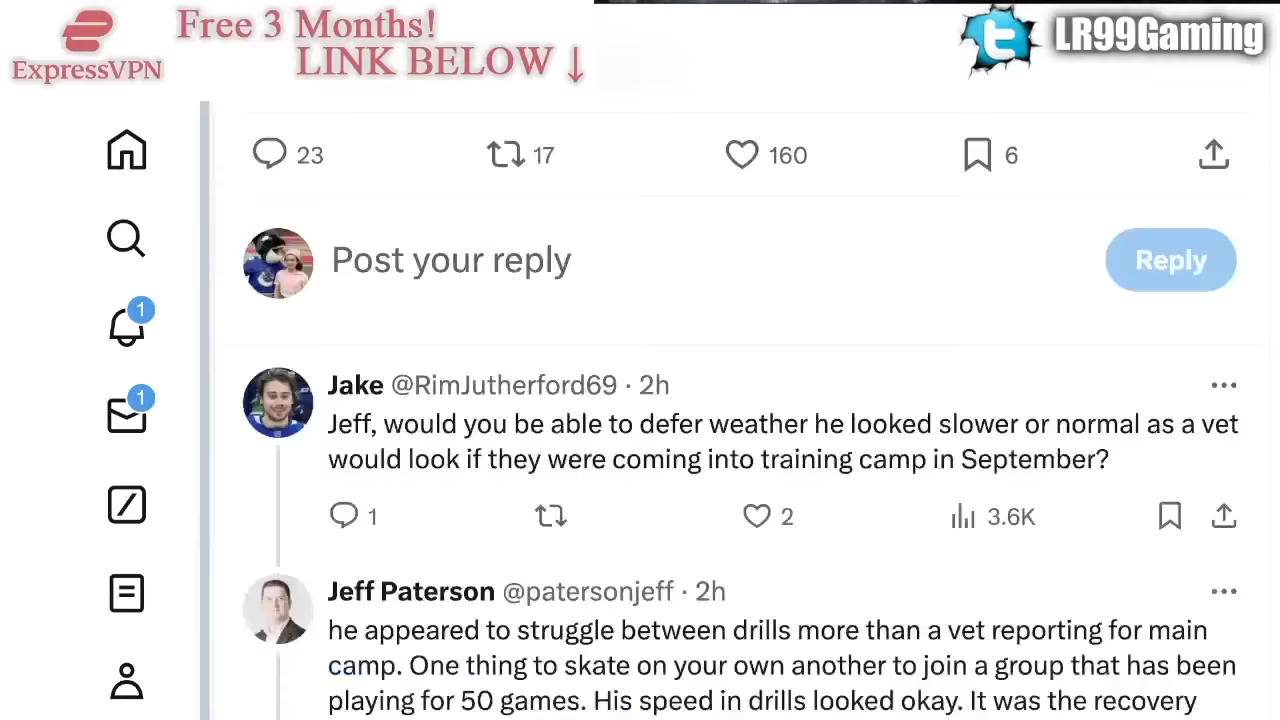 Free 3 Months!
LINK BELOW ↓
ExpressVPN
LR99Gaming
23
17
160
6
Post your reply
Reply
1
1
Jake @RimJutherford69 · 2h
Jeff, would you be able to defer weather he looked slower or normal as a vet
would look if they were coming into training camp in September?
1
2
3.6K
Jeff Paterson @patersonjeff · 2h
he appeared to struggle between drills more than a vet reporting for main
camp. One thing to skate on your own another to join a group that has been
playing for 50 games. His speed in drills looked okay. It was the recovery